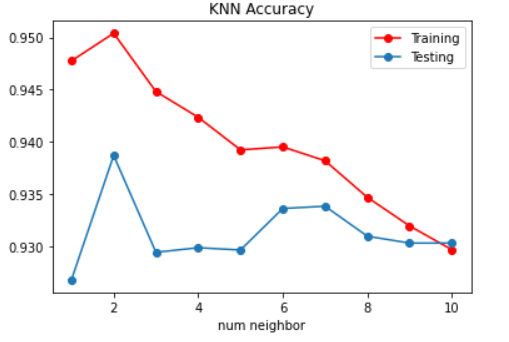 KNN Accuracy
Training
Testing
0.950
0.945
0.940
0.935
0.930
2 4 6 8 10
num neighbor